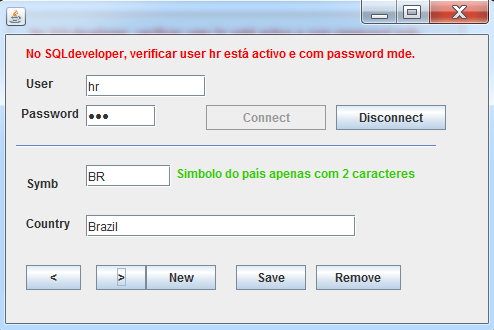 No SQLdeveloper, verificar user hr está activo e com password mde.
User hr
Password ●●● Connect Disconnect
Symb BR Simbolo do país apenas com 2 caracteres
Country Brazil
< > New Save Remove